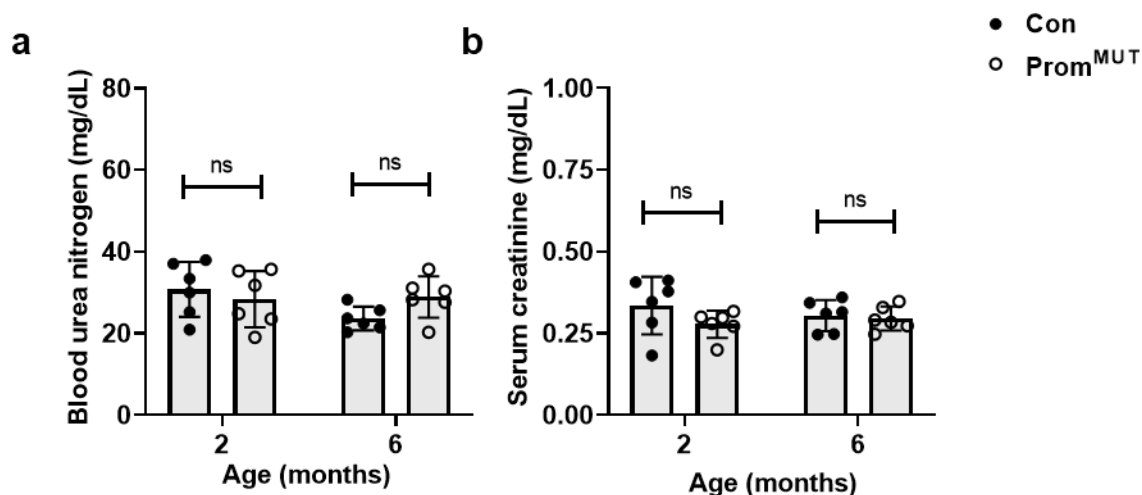 a
Blood urea nitrogen (mg/dL)
80
60
40
20
0
ns
ns
2
6
Age (months)
b
Serum creatinine (mg/dL)
1.00
0.75
0.50
0.25
0.00
ns
ns
2
6
Age (months)
Con
Prom^MUT